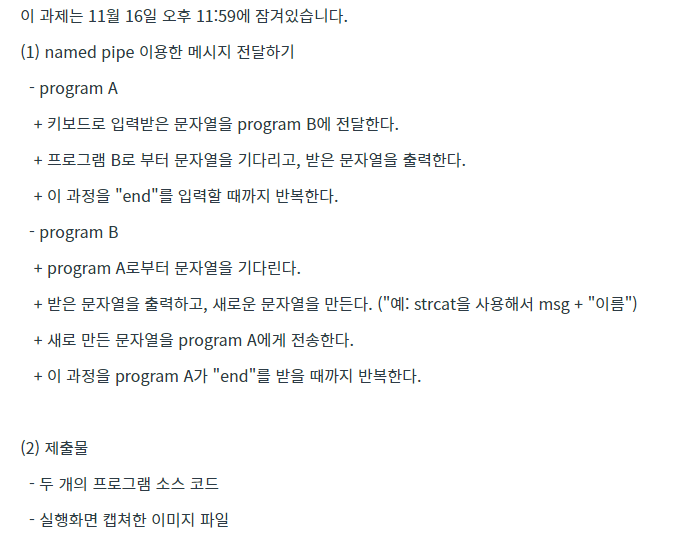 이 과제는 11월 16일 오후 11:59에 잠겨있습니다.
(1) named pipe 이용한 메시지 전달하기
- program A
+ 키보드로 입력받은 문자열을 program B에 전달한다.
+ 프로그램 B로 부터 문자열을 기다리고, 받은 문자열을 출력한다.
+ 이 과정을 "end"를 입력할 때까지 반복한다.
- program B
+ program A로부터 문자열을 기다린다.
+ 받은 문자열을 출력하고, 새로운 문자열을 만든다. ("예: strcat을 사용해서 msg + "이름")
+ 새로 만든 문자열을 program A에게 전송한다.
+ 이 과정을 program A가 "end"를 받을 때까지 반복한다.
(2) 제출물
- 두 개의 프로그램 소스 코드
- 실행화면 캡쳐한 이미지 파일